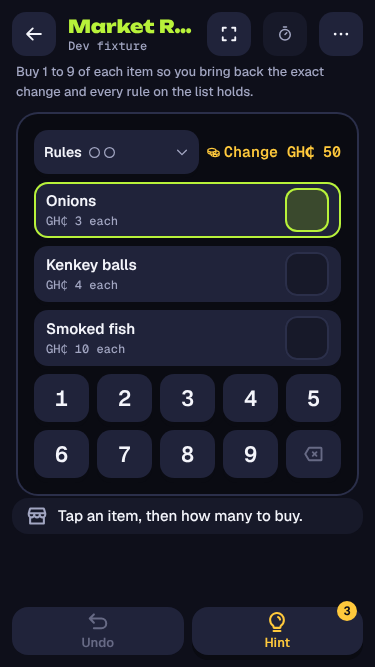 Market R...
Dev fixture
Buy 1 to 9 of each item so you bring back the exact
change and every rule on the list holds.
Rules
Change GH₵ 50
Onions
GH₵ 3 each
Kenkey balls
GH₵ 4 each
Smoked fish
GH₵ 10 each
1 2 3 4 5
6 7 8 9
Tap an item, then how many to buy.
Undo
Hint
3